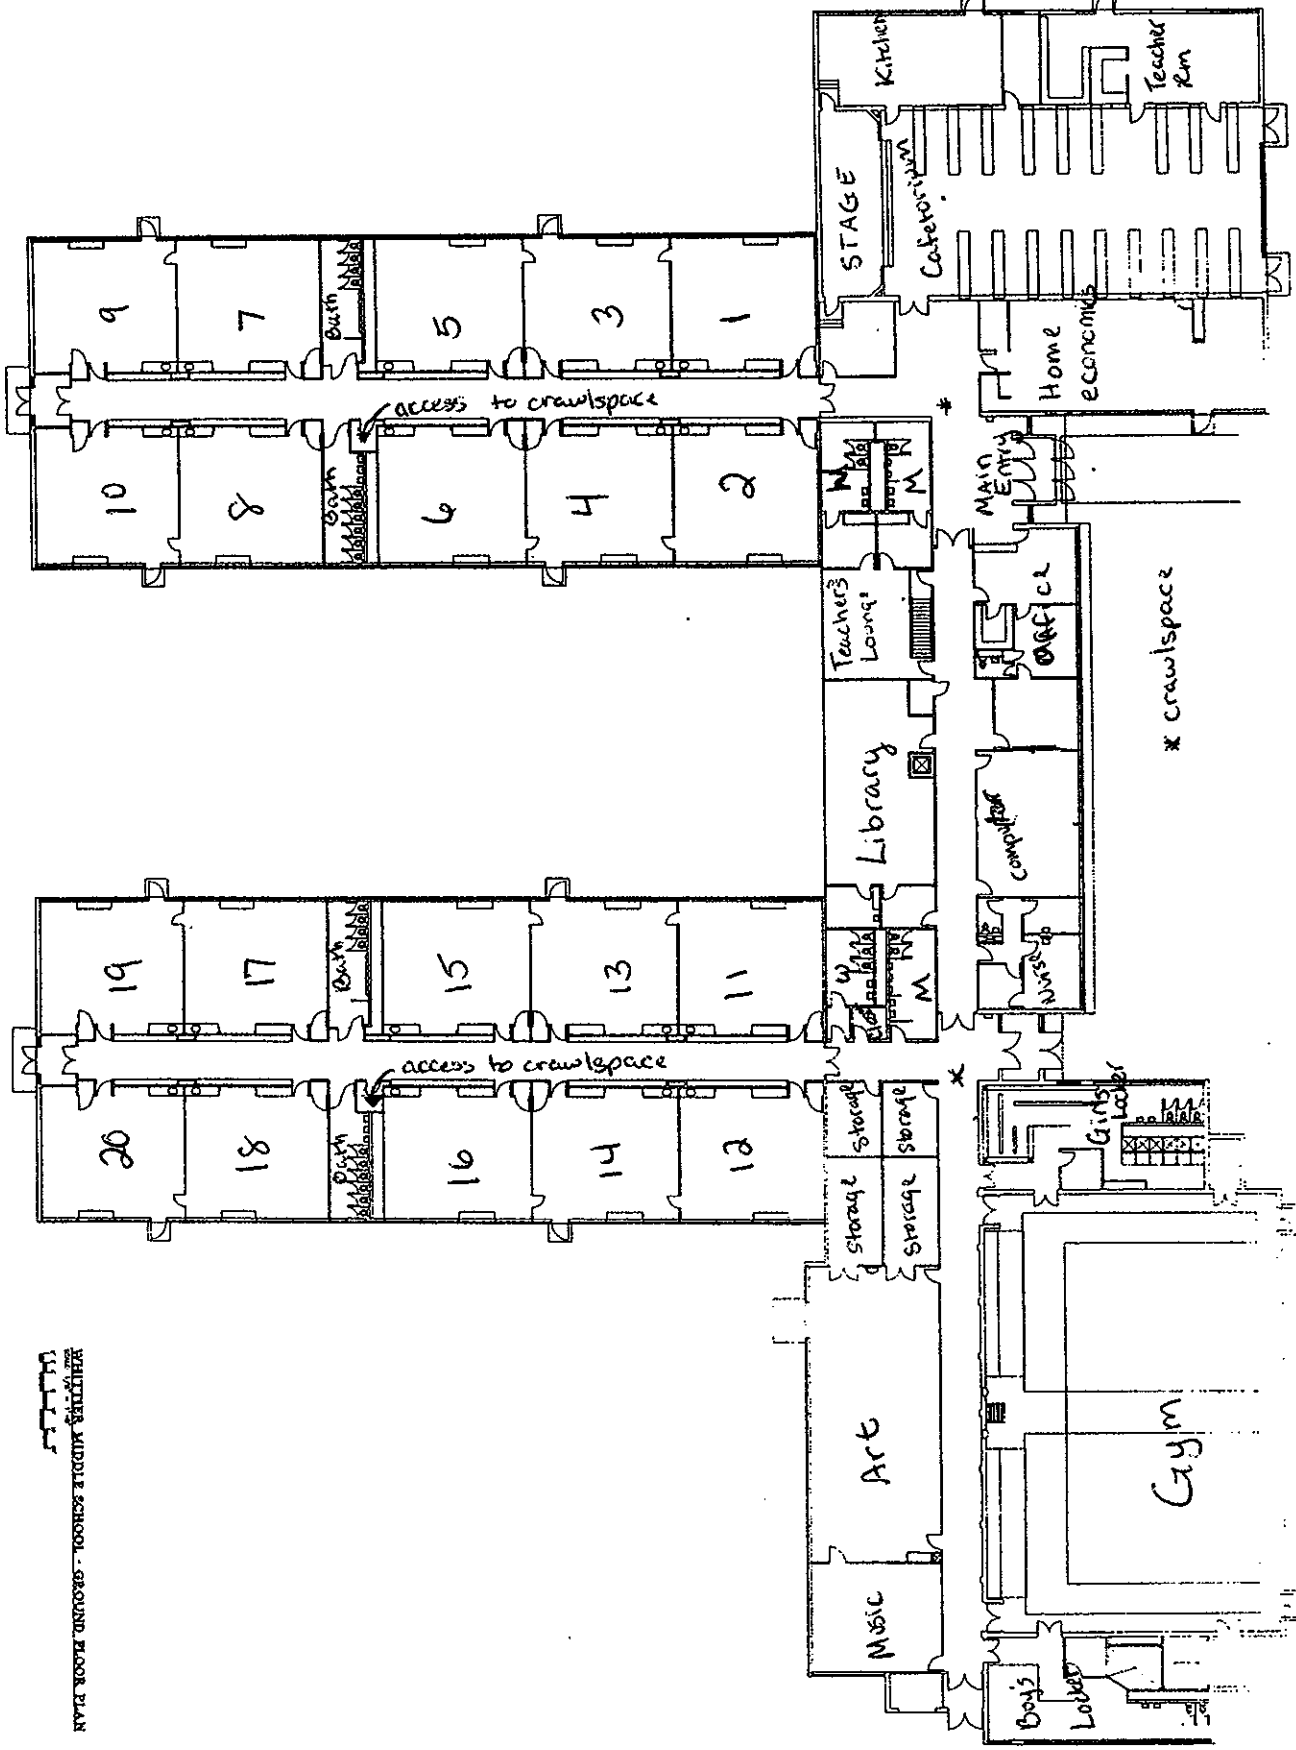 Kitchen
Teacher
Rm
STAGE
Cafetorium
9
7
Bath
5
3
1
Home
economics
access to crawlspace
*
10
8
Bath
6
4
2
W
M
MAIN
Entry
Teachers
Lounge
Office
* crawlspace
Library
Computer
19
17
Bath
15
13
11
W
M
Nurse
access to crawlspace
*
20
18
Bath
16
14
12
Storage
Storage
Storage
Storage
Girls
Locker
Art
Gym
Music
Boy's
Locker
WHITTIER MIDDLE SCHOOL - GROUND FLOOR PLAN